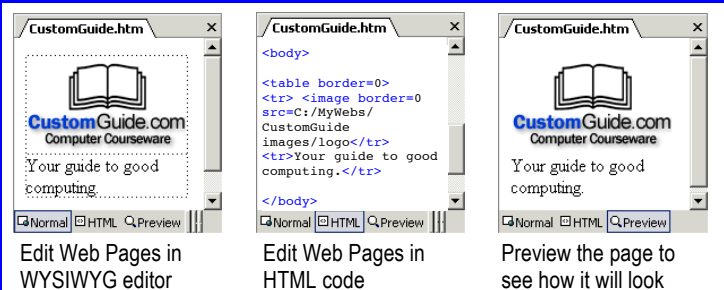 CustomGuide.htm ×
CustomGuide.com
Computer Courseware
Your guide to good
computing.
Normal HTML Preview
Edit Web Pages in
WYSIWYG editor
CustomGuide.htm ×
<body>
<table border=0>
<tr> <image border=0
src=C:/MyWebs/
CustomGuide
images/logo</tr>
<tr>Your guide to good
computing.</tr>
</body>
Normal HTML Preview
Edit Web Pages in
HTML code
CustomGuide.htm ×
CustomGuide.com
Computer Courseware
Your guide to good
computing.
Normal HTML Preview
Preview the page to
see how it will look